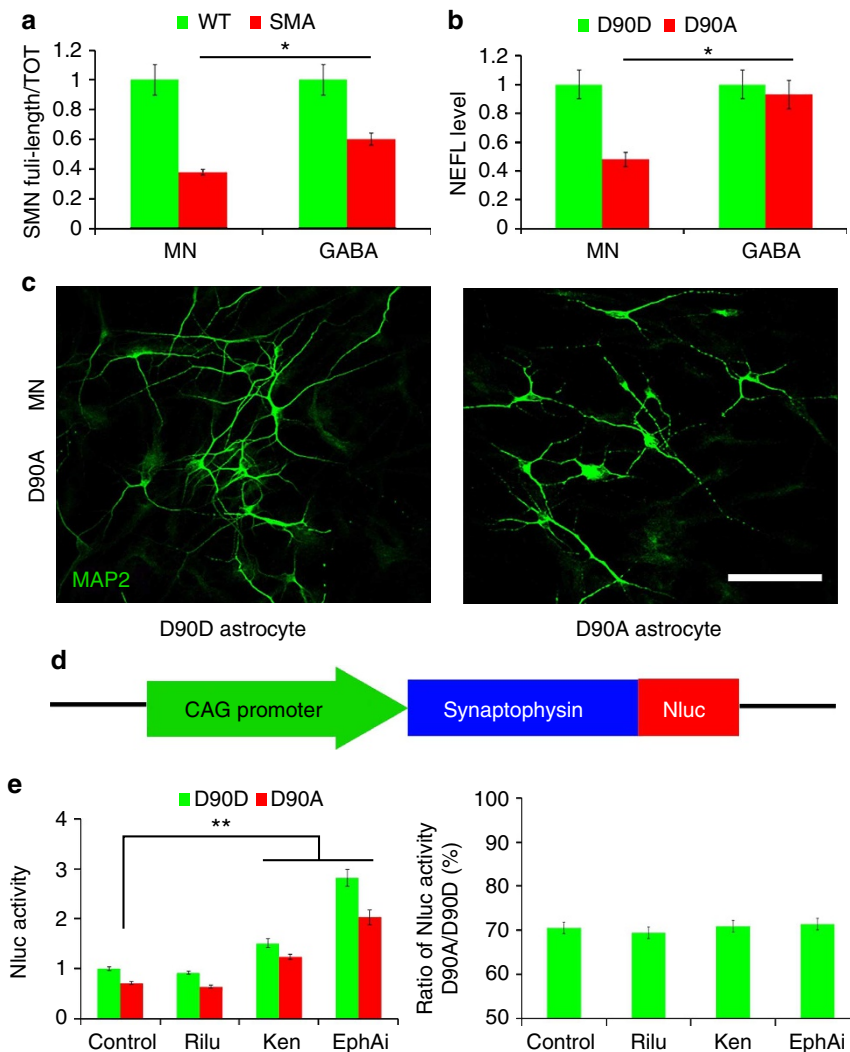 a
WT SMA
*
SMN full-length/TOT
1.2
1
0.8
0.6
0.4
0.2
0
MN GABA
b
D90D D90A
*
NEFL level
1.2
1
0.8
0.6
0.4
0.2
0
MN GABA
c
D90A MN
MAP2
D90D astrocyte
D90A astrocyte
d
CAG promoter Synaptophysin Nluc
e
D90D D90A
**
Nluc activity
4
3
2
1
0
Control Rilu Ken EphAi
Ratio of Nluc activity
D90A/D90D (%)
100
90
80
70
60
50
Control Rilu Ken EphAi